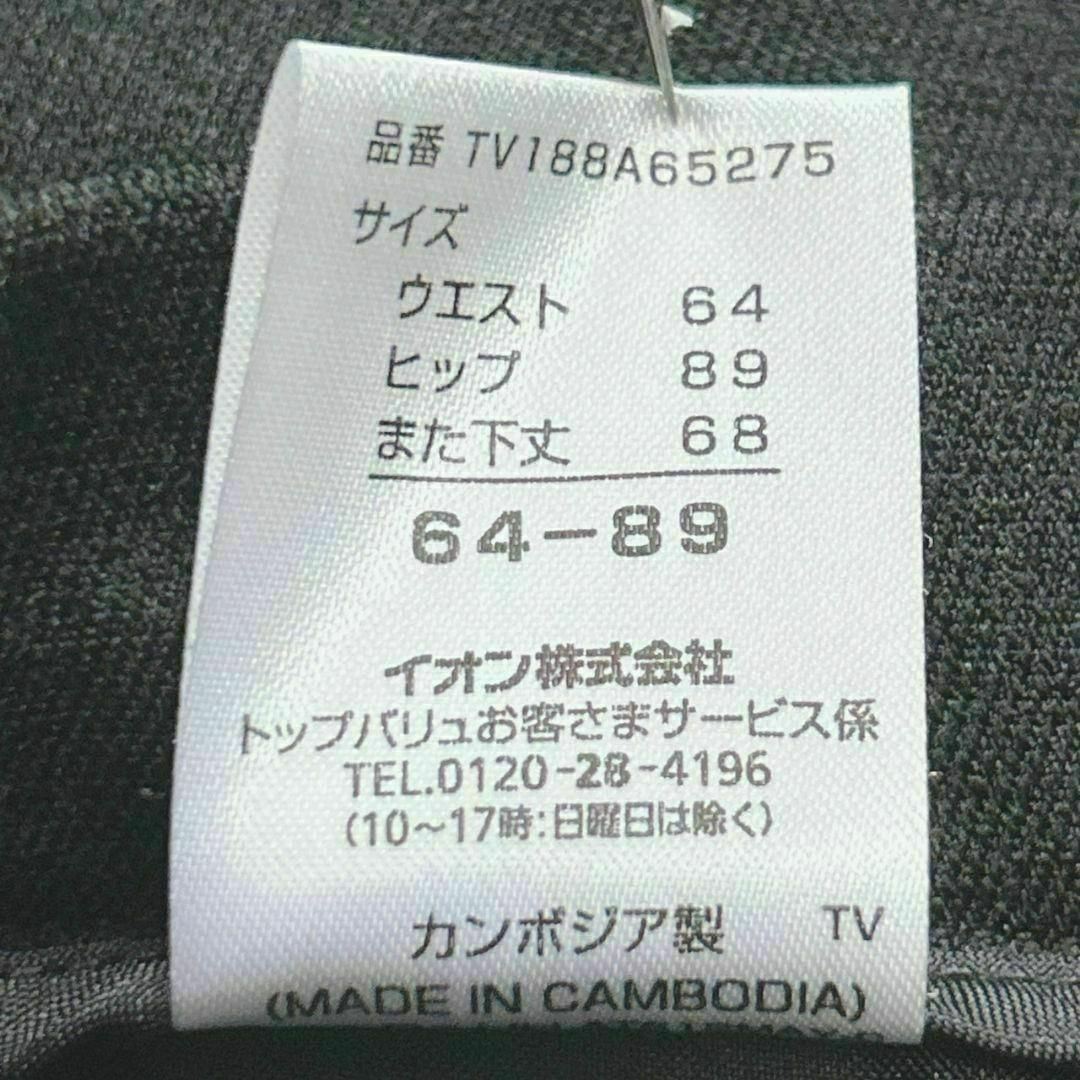 品番 TV188A65275
サイズ
ウエスト 64
ヒップ 89
また下丈 68
64-89
イオン株式会社
トップバリュお客さまサービス係
TEL.0120-28-4196
(10～17時:日曜日は除く)
カンボジア製 TV
(MADE IN CAMBODIA)